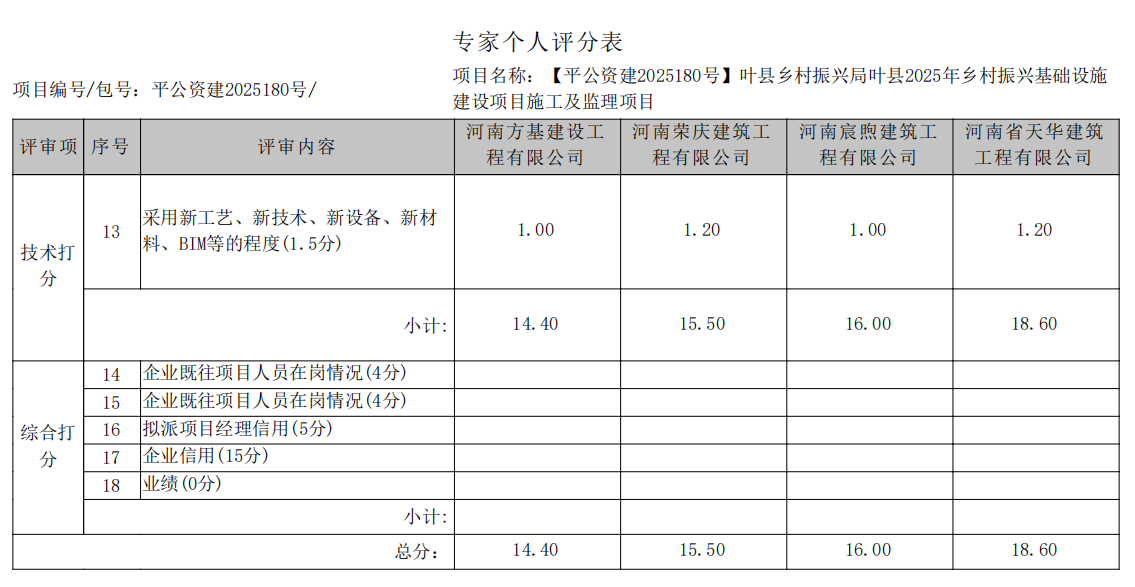 专家个人评分表
项目编号/包号：平公资建2025180号/
项目名称：【平公资建2025180号】叶县乡村振兴局叶县2025年乡村振兴基础设施
建设项目施工及监理项目
评审项 序号 评审内容 河南方基建设工 河南荣庆建筑工 河南宸煦建筑工 河南省天华建筑
程有限公司 程有限公司 程有限公司 工程有限公司
技术打
分
13 采用新工艺、新技术、新设备、新材
料、BIM等的程度(1.5分)
1.00 1.20 1.00 1.20
小计: 14.40 15.50 16.00 18.60
综合打
分
14 企业既往项目人员在岗情况(4分)
15 企业既往项目人员在岗情况(4分)
16 拟派项目经理信用(5分)
17 企业信用(15分)
18 业绩(0分)
小计:
总分： 14.40 15.50 16.00 18.60